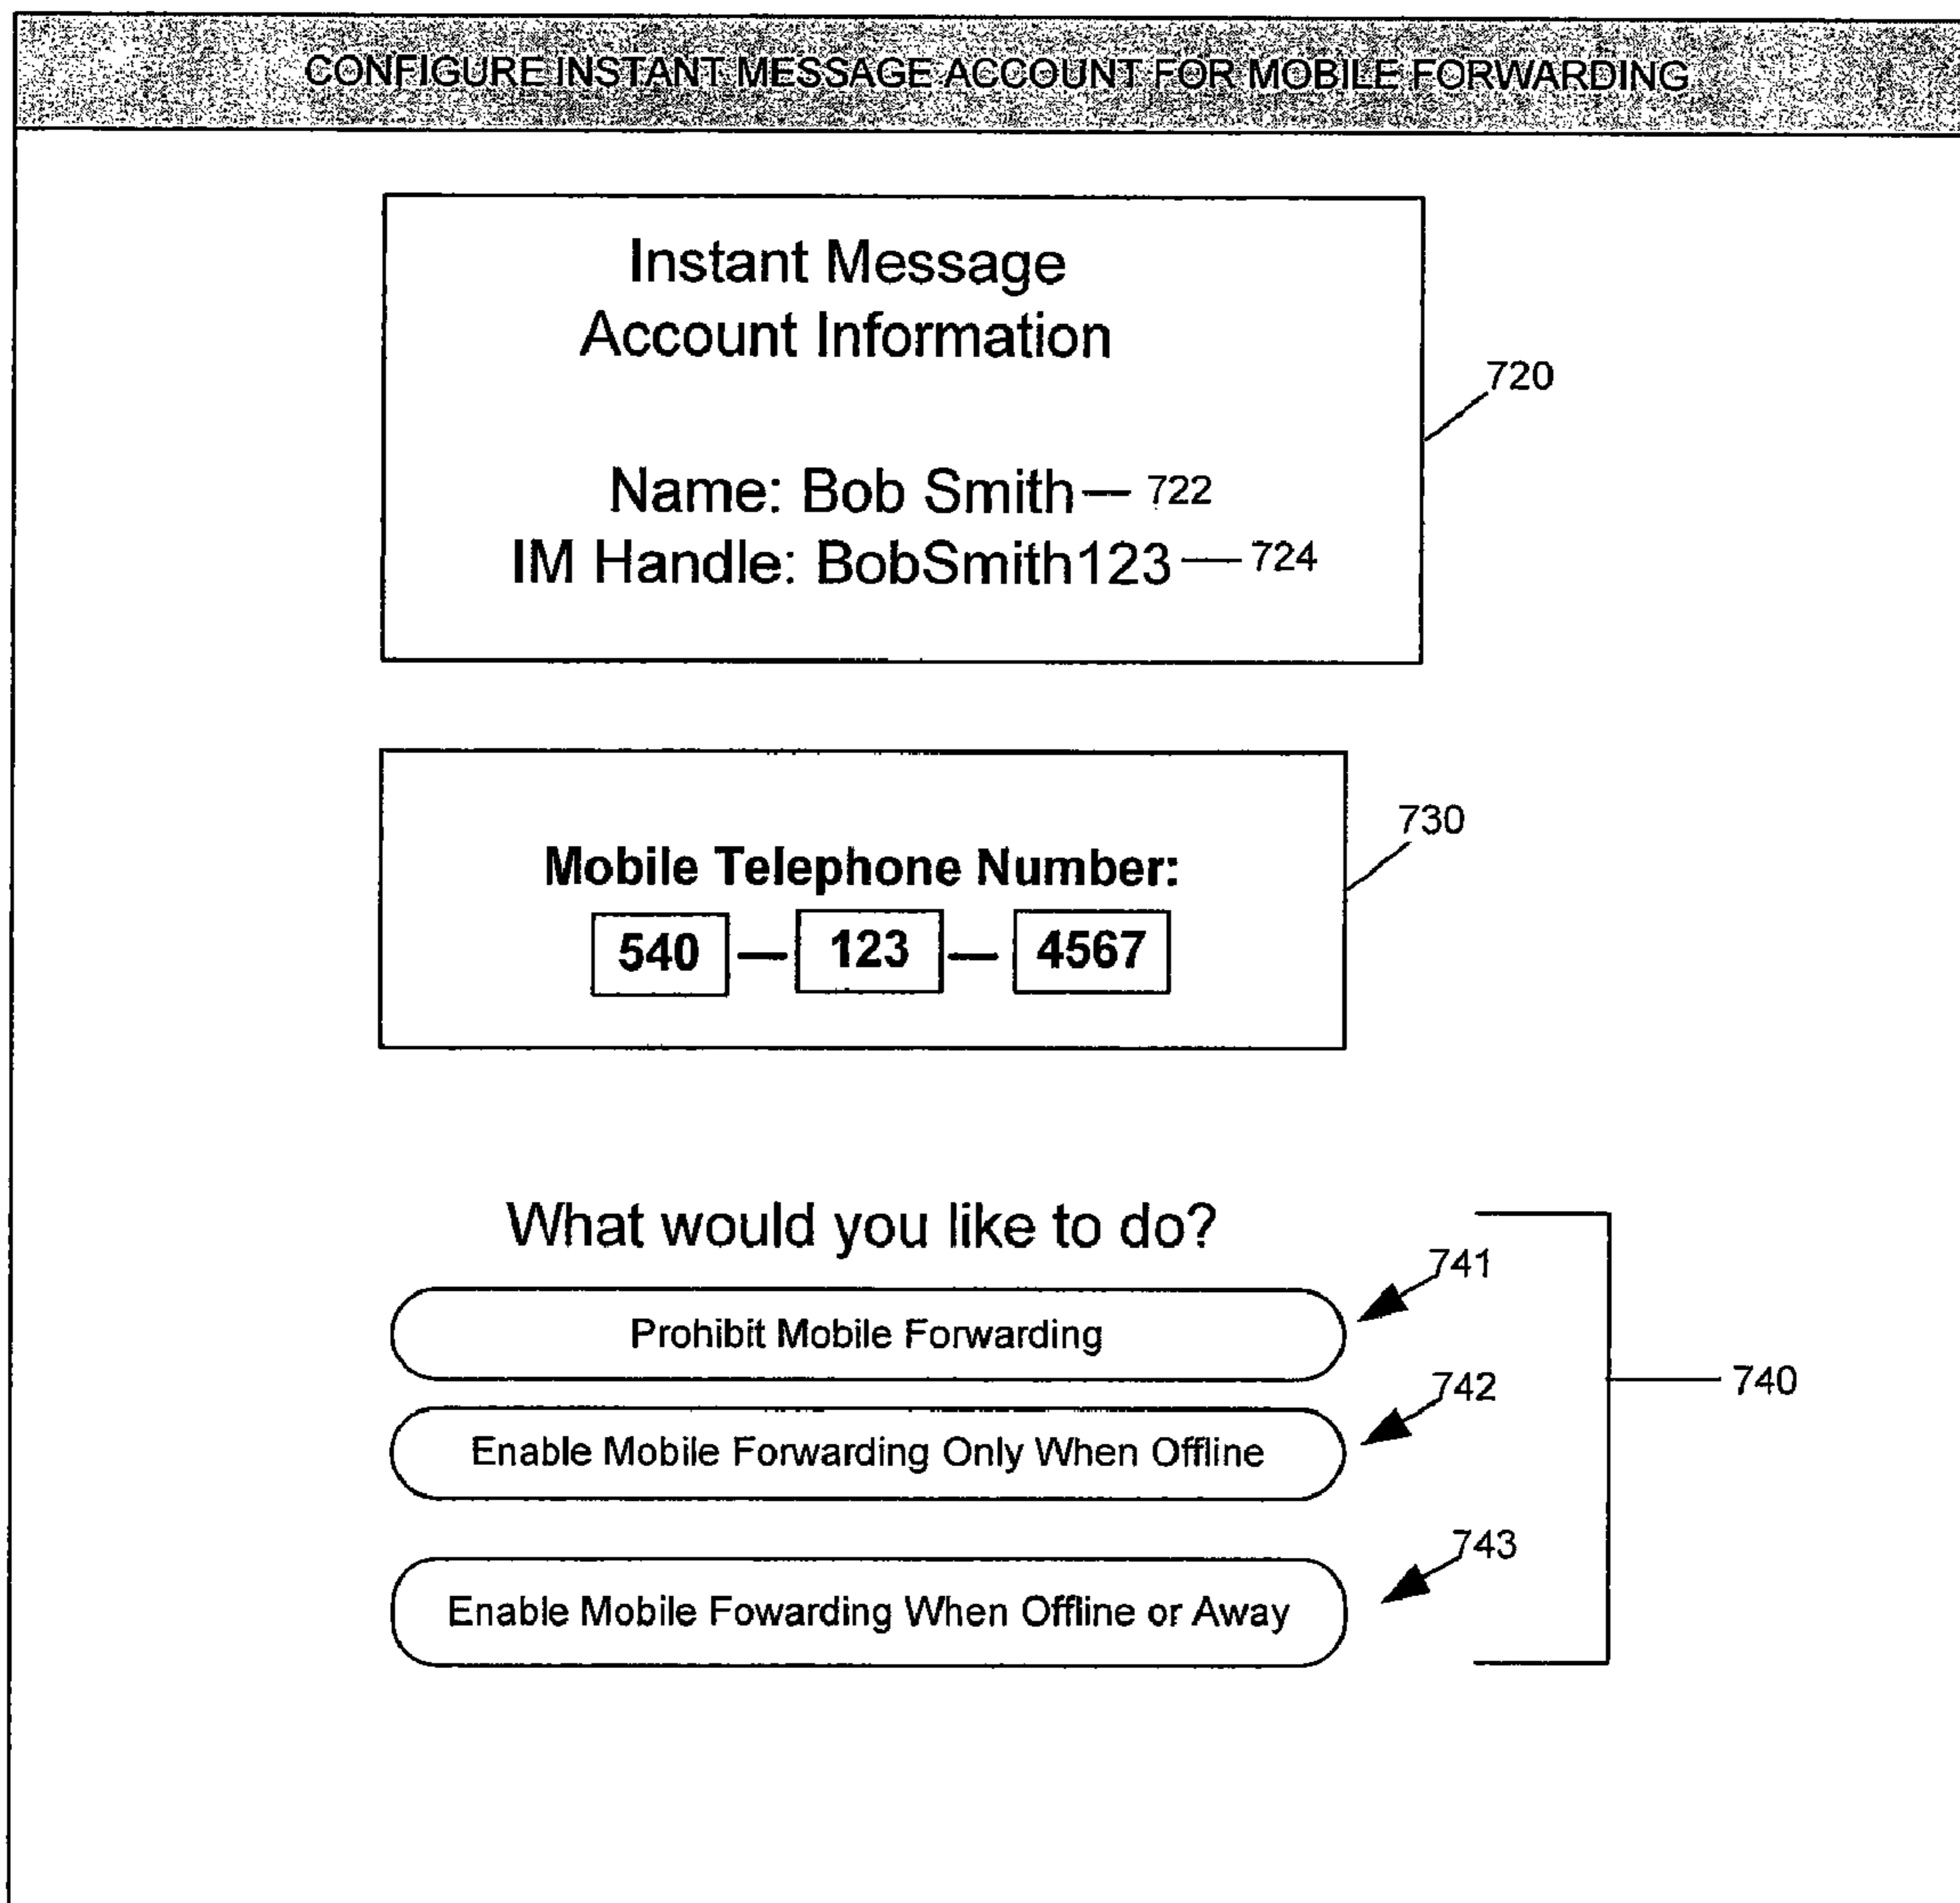 CONFIGURE INSTANT MESSAGE ACCOUNT FOR MOBILE FORWARDING
Instant Message
Account Information
720
Name: Bob Smith — 722
IM Handle: BobSmith123 — 724
730
Mobile Telephone Number:
540 — 123 — 4567
What would you like to do?
741
Prohibit Mobile Forwarding
742
740
Enable Mobile Forwarding Only When Offline
743
Enable Mobile Fowarding When Offline or Away